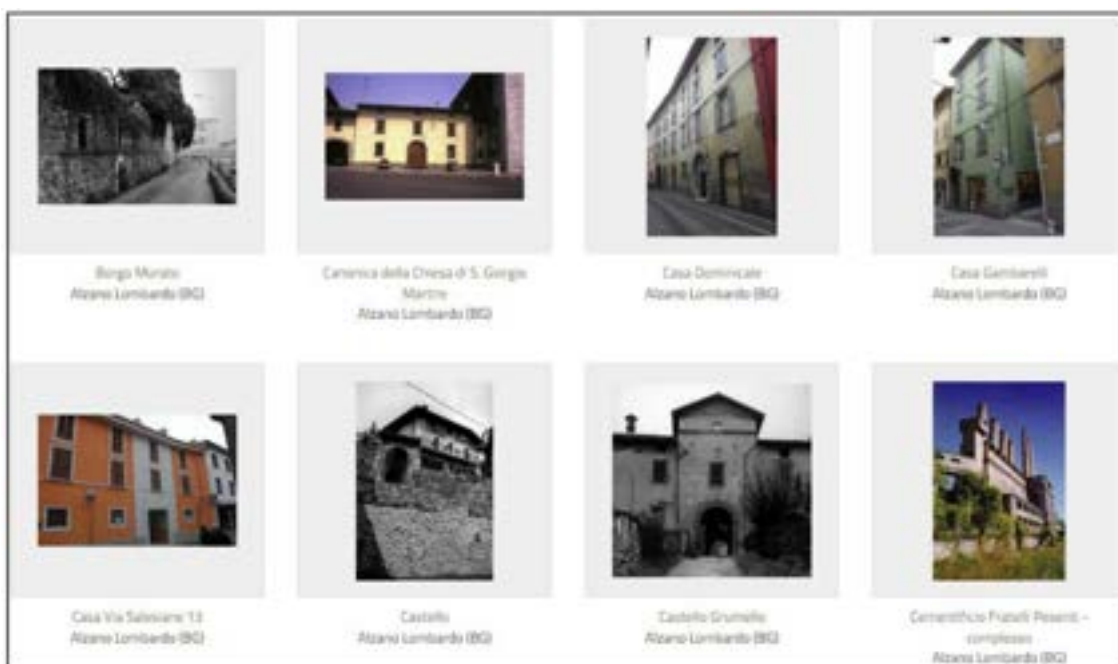 Borgo Murato
Alzano Lombardo (BG)
Canonica della Chiesa di S. Giorgio
Martire
Alzano Lombardo (BG)
Casa Dominicale
Alzano Lombardo (BG)
Casa Gambarelli
Alzano Lombardo (BG)
Casa Via Salesiane 13
Alzano Lombardo (BG)
Castello
Alzano Lombardo (BG)
Castello Grumello
Alzano Lombardo (BG)
Cementificio Fratelli Pesenti -
complesso
Alzano Lombardo (BG)